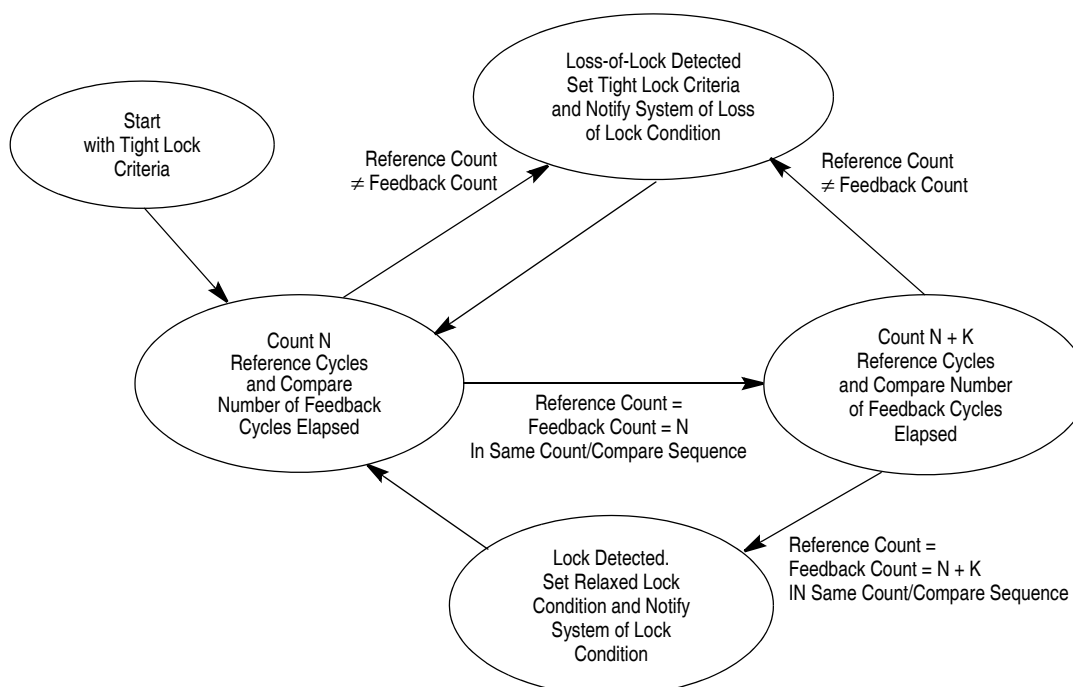 Loss-of-Lock Detected
Set Tight Lock Criteria
and Notify System of Loss
of Lock Condition
Start
with Tight Lock
Criteria
Reference Count
≠ Feedback Count
Reference Count
≠ Feedback Count
Count N
Reference Cycles
and Compare
Number of Feedback
Cycles Elapsed
Count N + K
Reference Cycles
and Compare Number
of Feedback Cycles
Elapsed
Reference Count =
Feedback Count = N
In Same Count/Compare Sequence
Reference Count =
Feedback Count = N + K
IN Same Count/Compare Sequence
Lock Detected.
Set Relaxed Lock
Condition and Notify
System of Lock
Condition